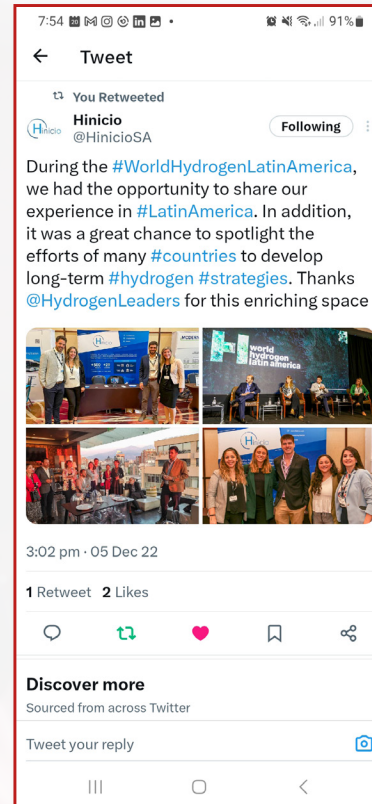 7:54
91%
Tweet
You Retweeted
Hinicio
@HinicioSA
Following
Hinicio
During the #WorldHydrogenLatinAmerica,
we had the opportunity to share our
experience in #LatinAmerica. In addition,
it was a great chance to spotlight the
efforts of many #countries to develop
long-term #hydrogen #strategies. Thanks
@HydrogenLeaders for this enriching space
Hinicio
world
hydrogen
latin america
Hinicio
3:02 pm · 05 Dec 22
1 Retweet 2 Likes
Discover more
Sourced from across Twitter
Tweet your reply